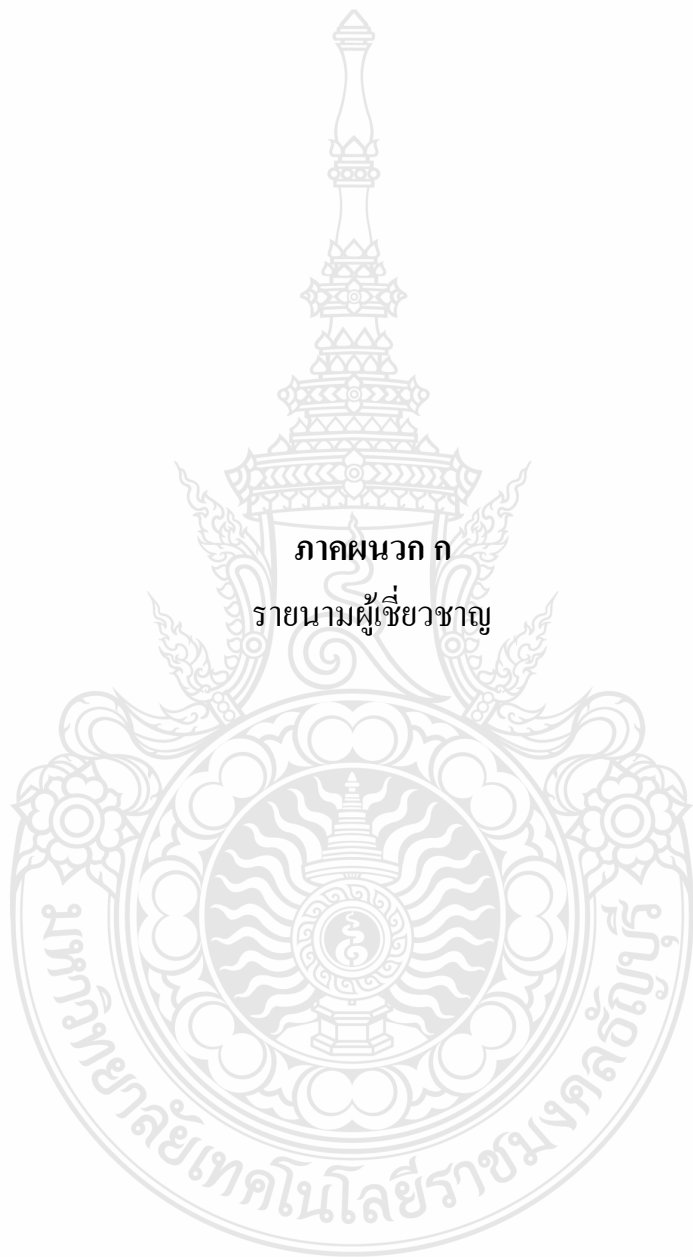 ภาคผนวก ก
รายนามผู้เชี่ยวชาญ
มหาวิทยาลัยเทคโนโลยีราชมงคลธัญบุรี